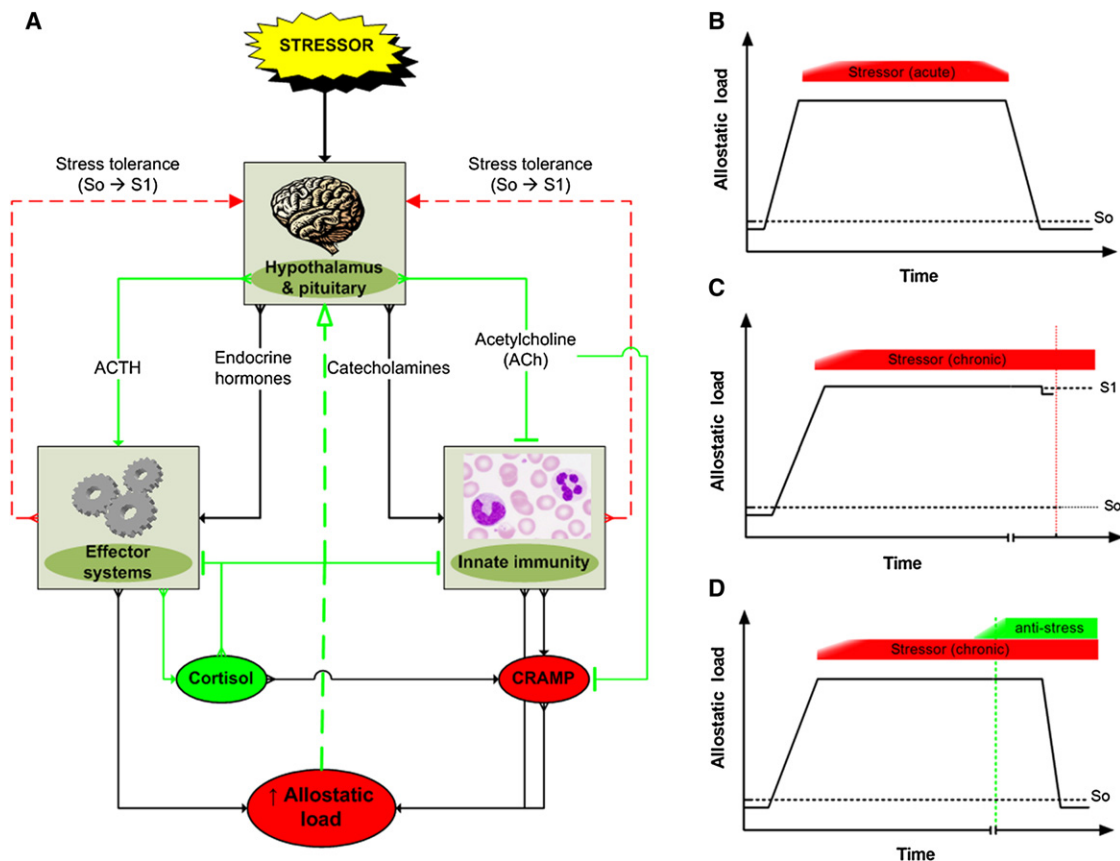 A
STRESSOR
Stress tolerance
(So → S1)
Stress tolerance
(So → S1)
Hypothalamus
& pituitary
ACTH
Endocrine
hormones
Catecholamines
Acetylcholine
(ACh)
Effector
systems
Innate immunity
Cortisol
CRAMP
↑ Allostatic
load
B
Allostatic load
Stressor (acute)
So
Time
C
Allostatic load
Stressor (chronic)
S1
So
Time
D
Allostatic load
anti-stress
Stressor (chronic)
So
Time